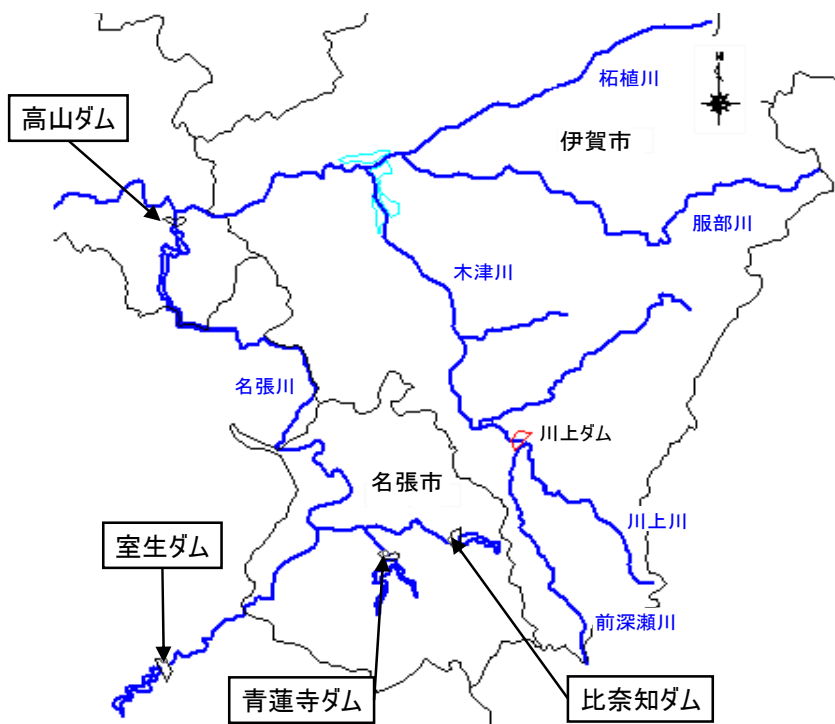 N
柘植川
高山ダム
伊賀市
服部川
木津川
名張川
川上ダム
名張市
川上川
室生ダム
前深瀬川
青蓮寺ダム
比奈知ダム